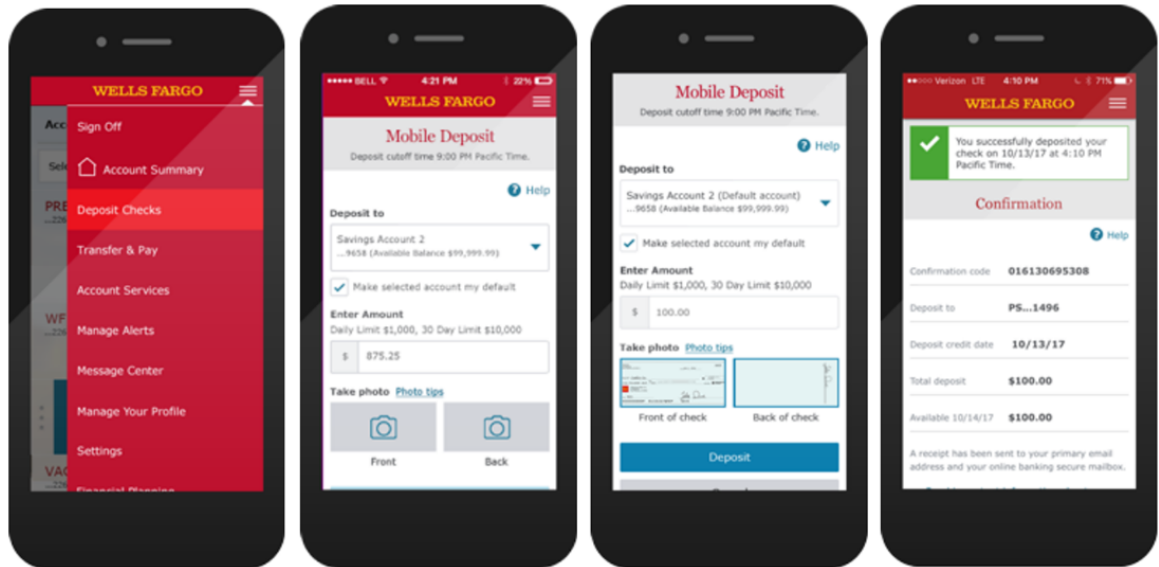 WELLS FARGO
Sign Off
Account Summary
Deposit Checks
Transfer & Pay
Account Services
Manage Alerts
Message Center
Manage Your Profile
Settings
Financial Planning
Acc
Sele
PRE
WF
VAC
BELL 4:21 PM 22%
WELLS FARGO
Mobile Deposit
Deposit cutoff time 9:00 PM Pacific Time.
? Help
Deposit to
Savings Account 2
...9658 (Available Balance $99,999.99)
Make selected account my default
Enter Amount
Daily Limit $1,000, 30 Day Limit $10,000
$ 875.25
Take photo Photo tips
Front Back
Mobile Deposit
Deposit cutoff time 9:00 PM Pacific Time.
? Help
Deposit to
Savings Account 2 (Default account)
...9658 (Available Balance $99,999.99)
Make selected account my default
Enter Amount
Daily Limit $1,000, 30 Day Limit $10,000
$ 100.00
Take photo Photo tips
Front of check Back of check
Deposit
Verizon LTE 4:10 PM 71%
WELLS FARGO
You successfully deposited your
check on 10/13/17 at 4:10 PM
Pacific Time.
Confirmation
? Help
Confirmation code 016130695308
Deposit to PS...1496
Deposit credit date 10/13/17
Total deposit $100.00
Available 10/14/17 $100.00
A receipt has been sent to your primary email
address and your online banking secure mailbox.